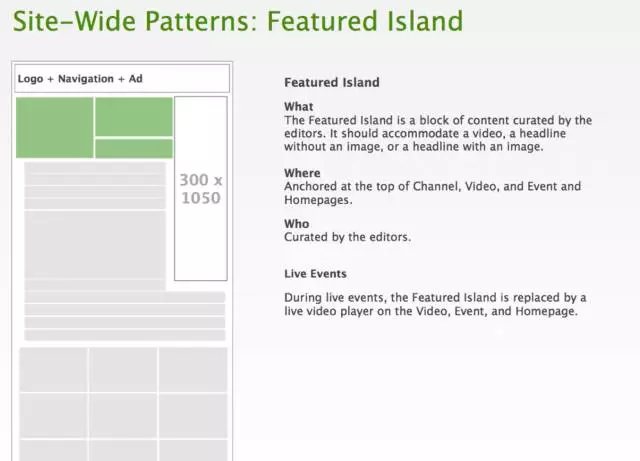 Site-Wide Patterns: Featured Island
Logo + Navigation + Ad
300 x
1050
Featured Island
What
The Featured Island is a block of content curated by the
editors. It should accommodate a video, a headline
without an image, or a headline with an image.
Where
Anchored at the top of Channel, Video, and Event and
Homepages.
Who
Curated by the editors.
Live Events
During live events, the Featured Island is replaced by a
live video player on the Video, Event, and Homepage.